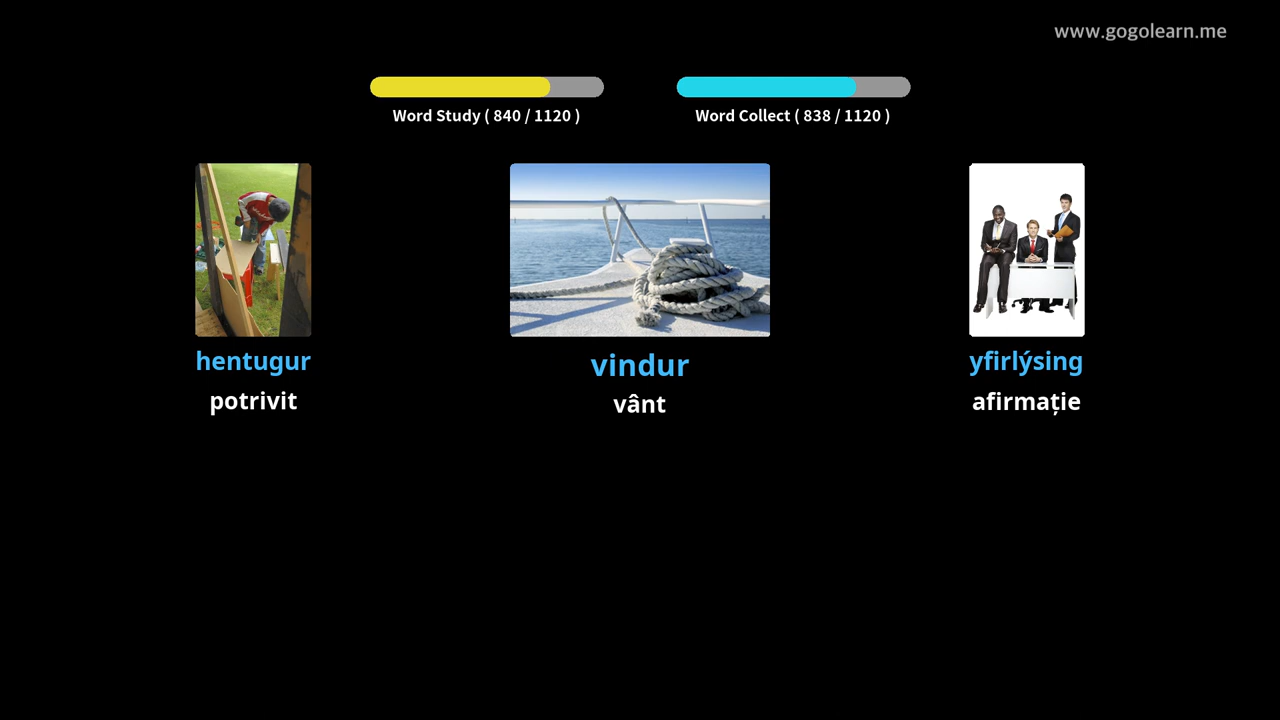 www.gogolearn.me
Word Study ( 840 / 1120 )
Word Collect ( 838 / 1120 )
hentugur
potrivit
vindur
vânt
yfirlýsing
afirmație